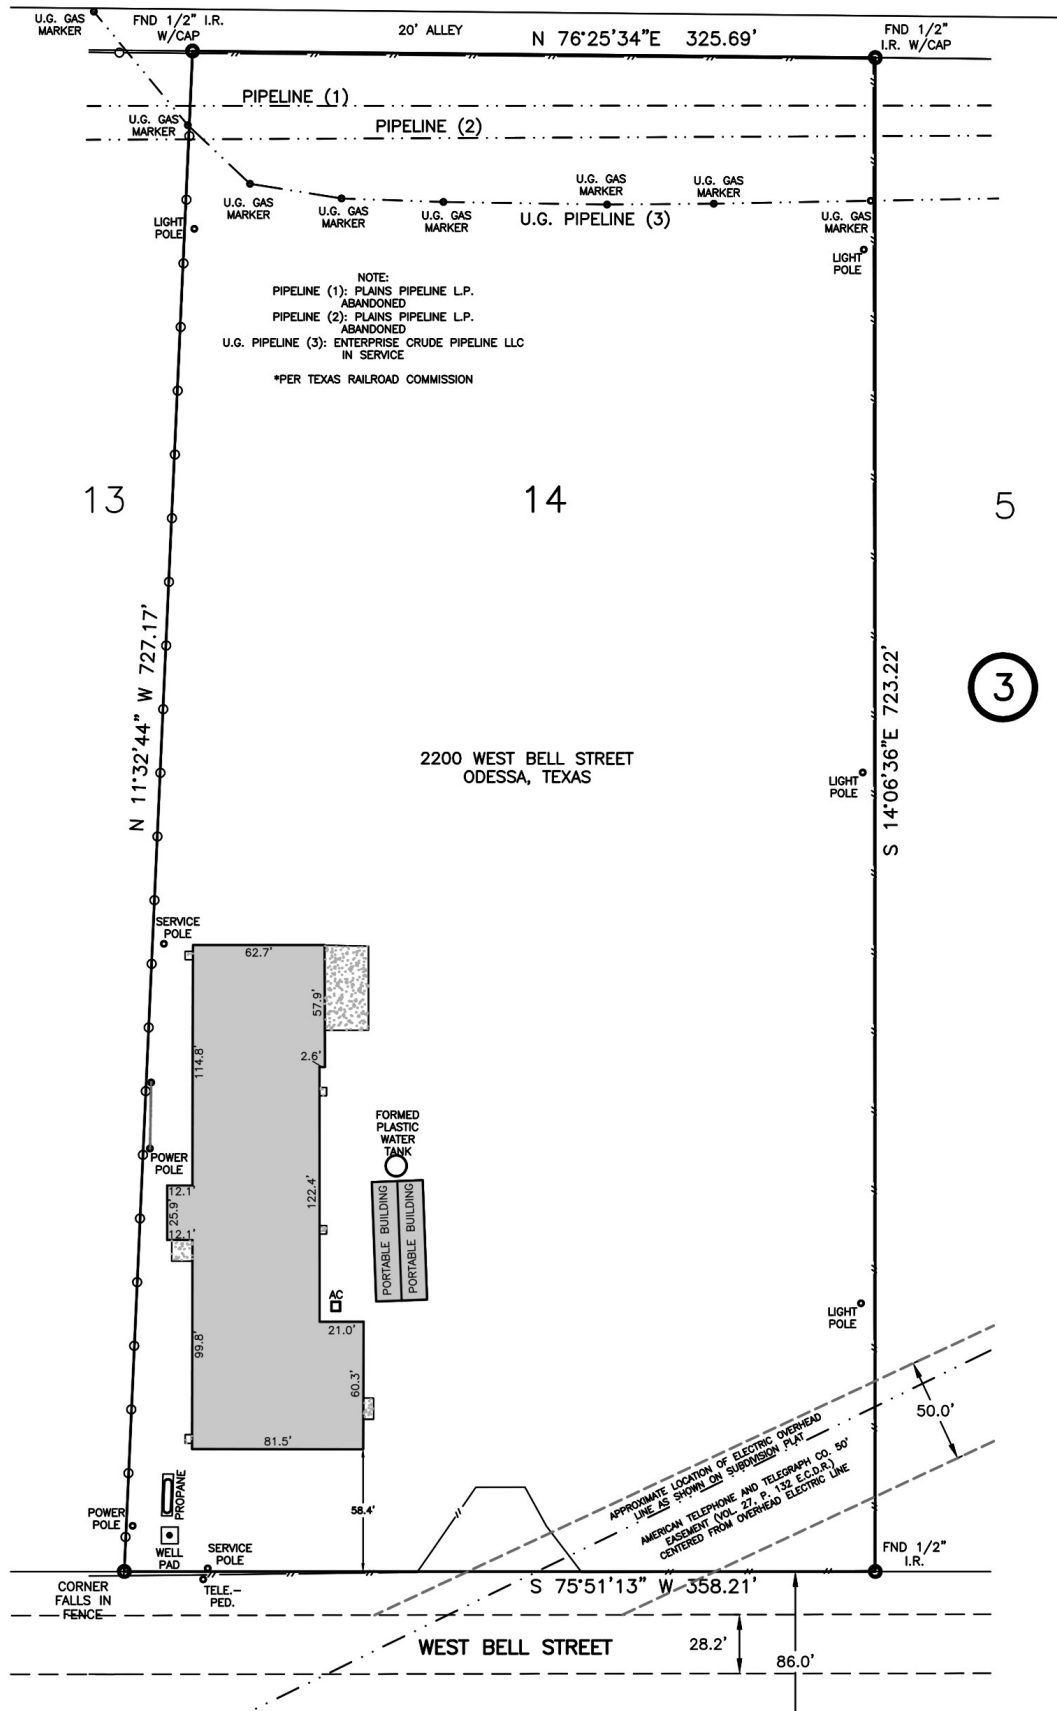 U.G. GAS
MARKER
FND 1/2" I.R.
W/CAP
20' ALLEY
N 76°25'34"E 325.69'
FND 1/2"
I.R. W/CAP
PIPELINE (1)
U.G. GAS
MARKER
PIPELINE (2)
U.G. GAS
MARKER
U.G. GAS
MARKER
U.G. GAS
MARKER
U.G. GAS
MARKER
U.G. GAS
MARKER
U.G. PIPELINE (3)
U.G. GAS
MARKER
LIGHT
POLE
LIGHT
POLE
NOTE:
PIPELINE (1): PLAINS PIPELINE L.P.
ABANDONED
PIPELINE (2): PLAINS PIPELINE L.P.
ABANDONED
U.G. PIPELINE (3): ENTERPRISE CRUDE PIPELINE LLC
IN SERVICE
*PER TEXAS RAILROAD COMMISSION
13
14
5
N 11°32'44" W 727.17'
S 14°06'36"E 723.22'
3
2200 WEST BELL STREET
ODESSA, TEXAS
LIGHT
POLE
SERVICE
POLE
62.7'
57.9'
114.8'
2.6'
FORMED
PLASTIC
WATER
TANK
POWER
POLE
12.1'
25.9'
12.1'
122.4'
PORTABLE BUILDING
PORTABLE BUILDING
AC
21.0'
LIGHT
POLE
99.8'
60.3'
81.5'
50.0'
APPROXIMATE LOCATION OF ELECTRIC OVERHEAD
LINE AS SHOWN ON SUBDIVISION PLAT
AMERICAN TELEPHONE AND TELEGRAPH CO. 50'
EASEMENT (VOL. 27, P. 132 E.C.D.R.)
CENTERED FROM OVERHEAD ELECTRIC LINE
PROPANE
58.4'
POWER
POLE
WELL
PAD
SERVICE
POLE
FND 1/2"
I.R.
CORNER
FALLS IN
FENCE
TELE.-
PED.
S 75°51'13" W 358.21'
WEST BELL STREET
28.2'
86.0'